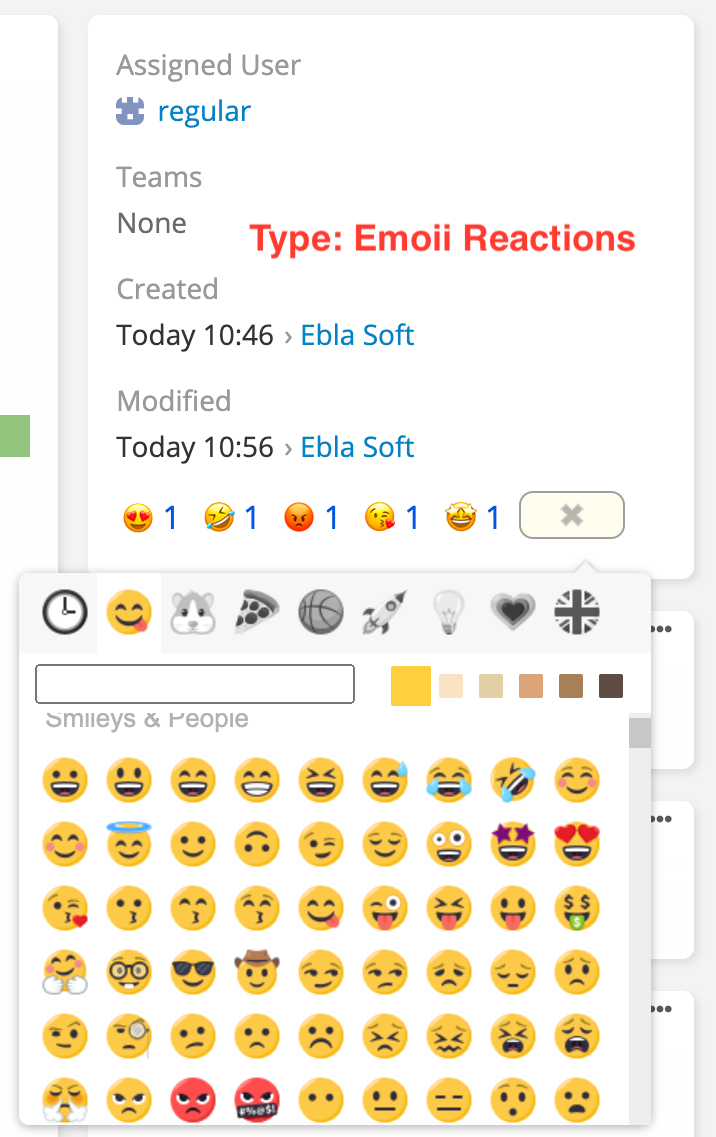 Assigned User
regular
Teams
None
Type: Emoii Reactions
Created
Today 10:46 › Ebla Soft
Modified
Today 10:56 › Ebla Soft
1 1 1 1 1
Smileys & People